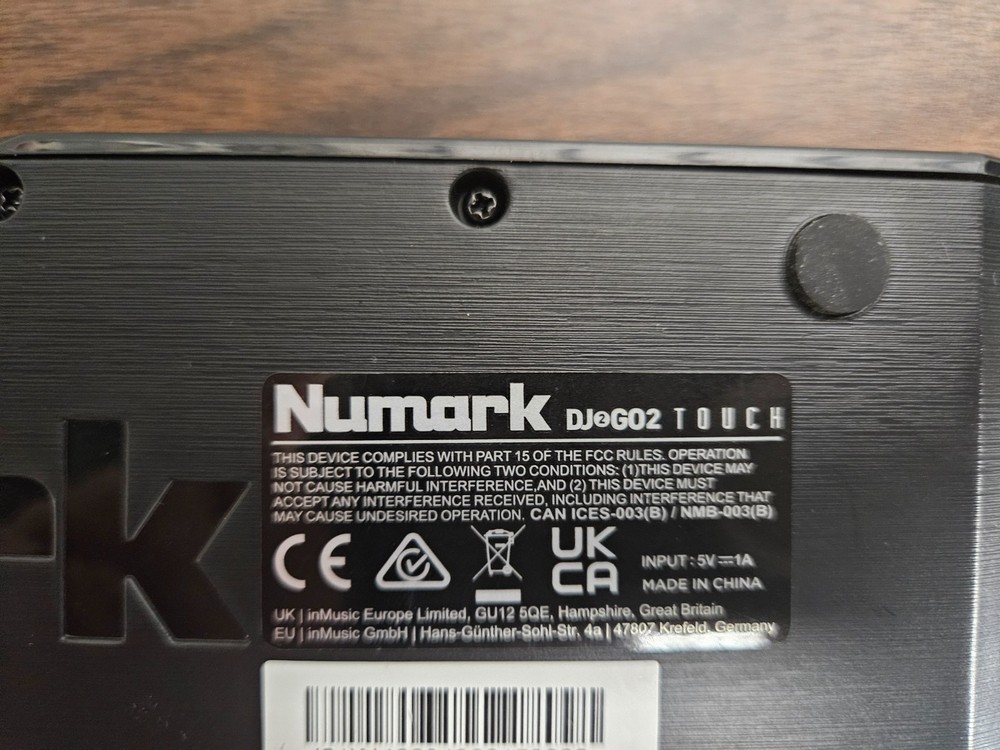 Numark DJ2GO2 TOUCH
THIS DEVICE COMPLIES WITH PART 15 OF THE FCC RULES. OPERATION
IS SUBJECT TO THE FOLLOWING TWO CONDITIONS: (1)THIS DEVICE MAY
NOT CAUSE HARMFUL INTERFERENCE,AND (2) THIS DEVICE MUST
ACCEPT ANY INTERFERENCE RECEIVED, INCLUDING INTERFERENCE THAT
MAY CAUSE UNDESIRED OPERATION. CAN ICES-003(B) / NMB-003(B)
CE
UK
CA
INPUT : 5V⎓1A
MADE IN CHINA
UK | inMusic Europe Limited, GU12 5QE, Hampshire, Great Britain
EU | inMusic GmbH | Hans-Günther-Sohl-Str. 4a | 47807 Krefeld, Germany
rk